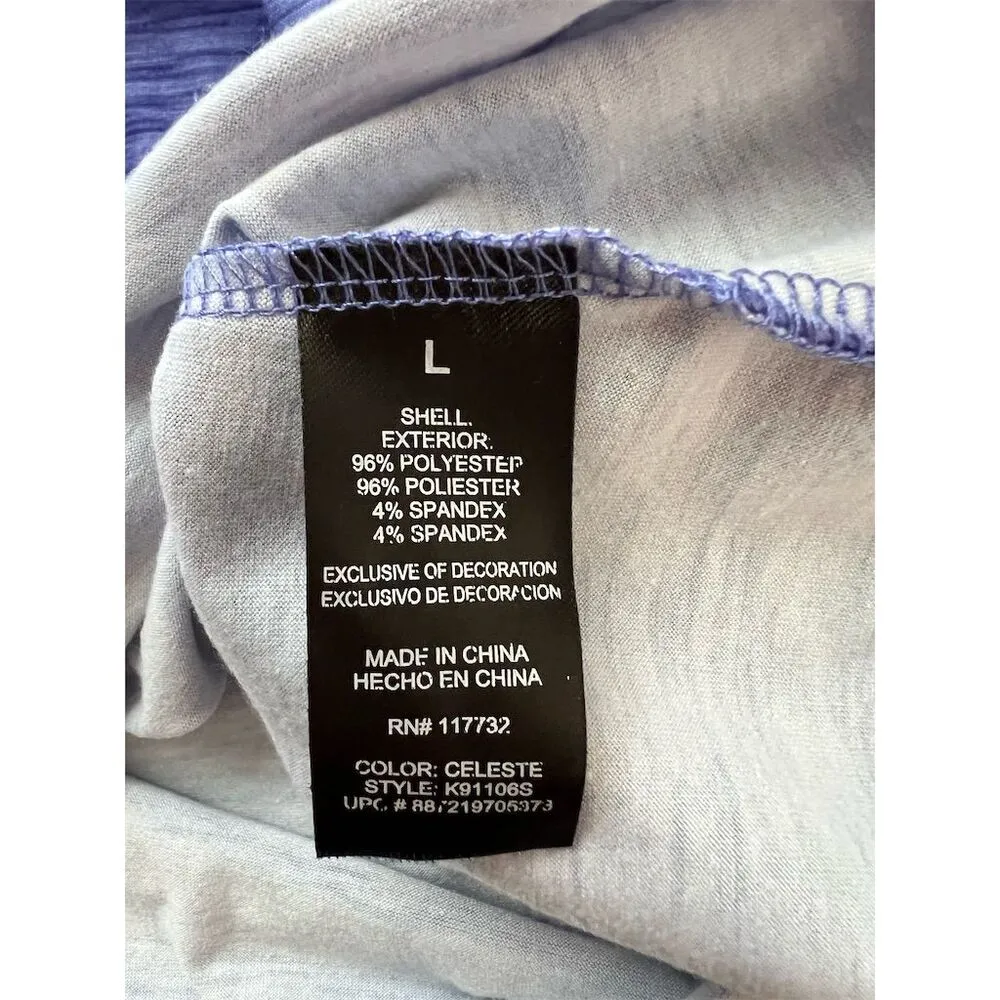 L
SHELL.
EXTERIOR.
96% POLYESTER
96% POLIESTER
4% SPANDEX
4% SPANDEX
EXCLUSIVE OF DECORATION
EXCLUSIVO DE DECORACION
MADE IN CHINA
HECHO EN CHINA
RN# 117732
COLOR: CELESTE
STYLE: K91106S
UPC #